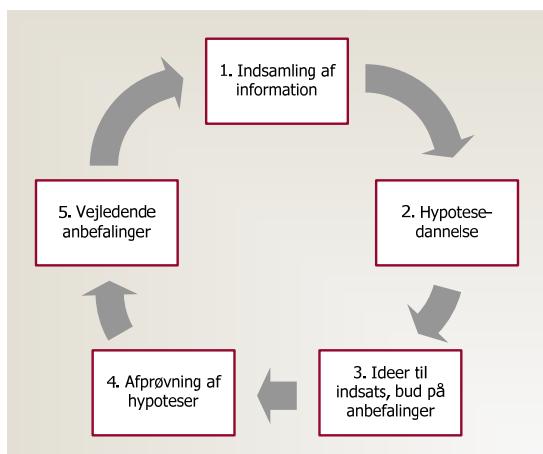 1. Indsamling af
information
2. Hypotese-
dannelse
3. Ideer til
indsats, bud på
anbefalinger
4. Afprøvning af
hypoteser
5. Vejledende
anbefalinger